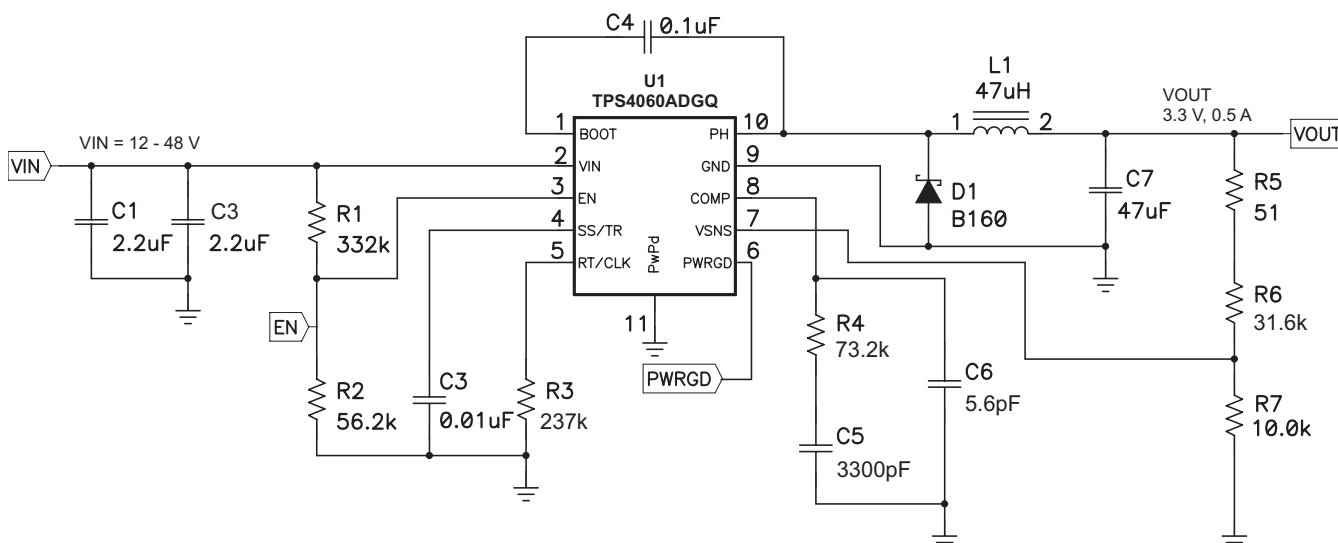 C4
0.1uF
U1
TPS4060ADGQ
L1
47uH
VOUT
3.3 V, 0.5 A
1
BOOT
PH
10
1
2
VOUT
VIN = 12 - 48 V
VIN
2
VIN
GND
9
3
EN
COMP
8
4
SS/TR
VSNS
7
5
RT/CLK
PWRGD
6
PwPd
11
C1
2.2uF
C3
2.2uF
R1
332k
D1
B160
C7
47uF
R5
51
EN
R4
73.2k
R6
31.6k
PWRGD
R2
56.2k
C3
0.01uF
R3
237k
C6
5.6pF
R7
10.0k
C5
3300pF